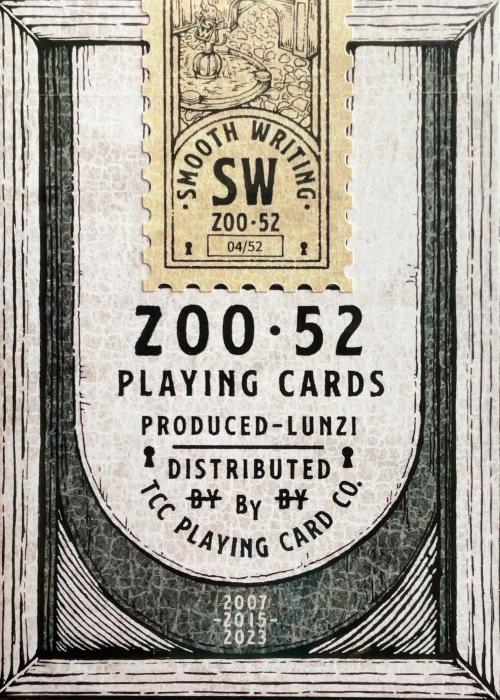 SMOOTH WRITING
SW
ZOO·52
04/52
ZOO·52
PLAYING CARDS
PRODUCED-LUNZI
DISTRIBUTED
BY By BY
TCC PLAYING CARD CO.
2007
-2015-
2023